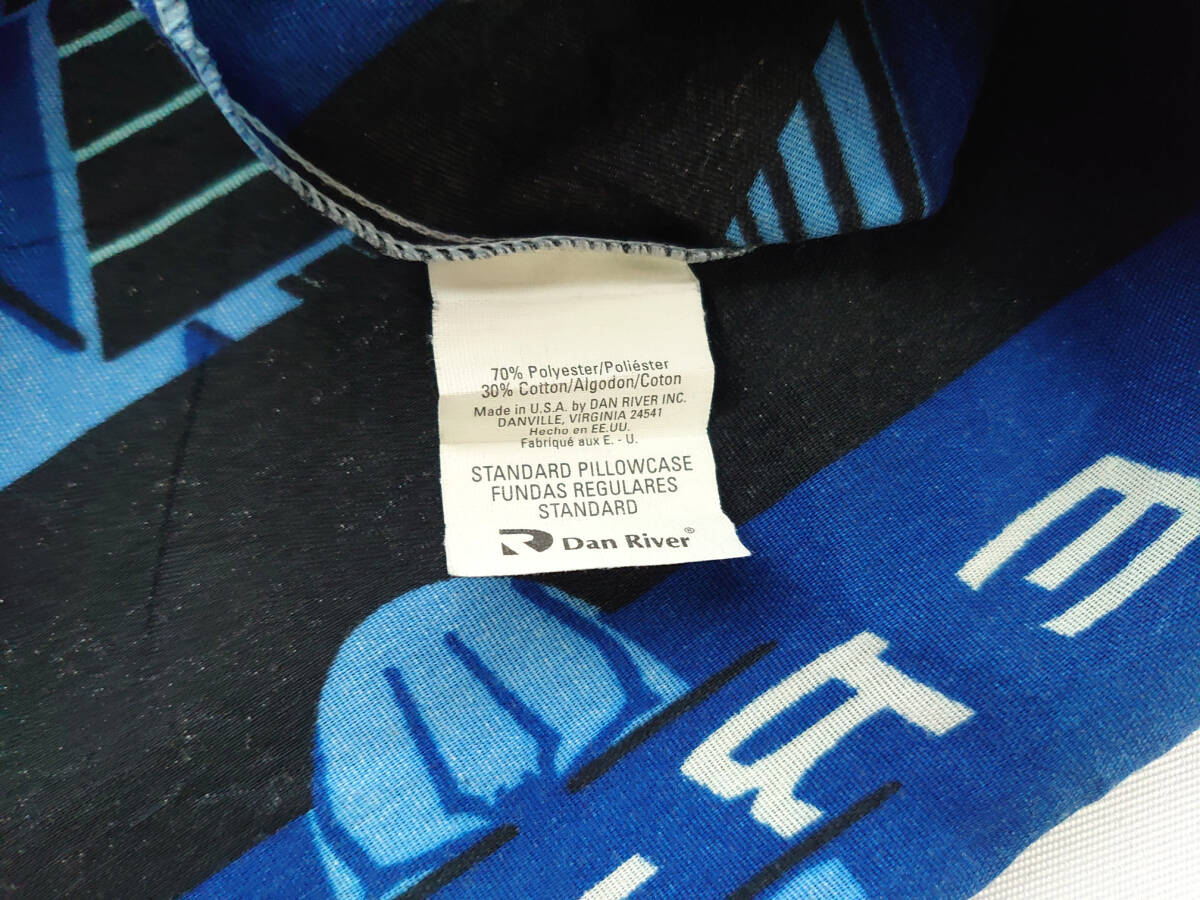 70% Polyester/Poliéster
30% Cotton/Algodon/Coton
Made in U.S.A. by DAN RIVER INC.
DANVILLE, VIRGINIA 24541
Hecho en EE.UU.
Fabriqué aux E. - U.
STANDARD PILLOWCASE
FUNDAS REGULARES
STANDARD
Dan River®